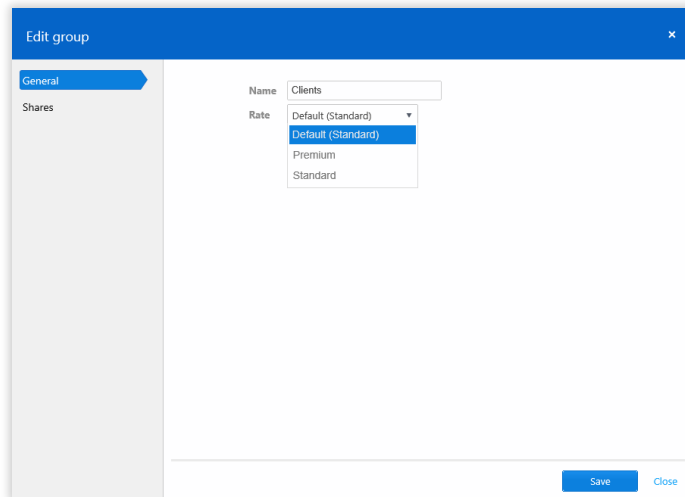 Edit group
×
General
Shares
Name Clients
Rate Default (Standard) ▼
Default (Standard)
Premium
Standard
Save Close